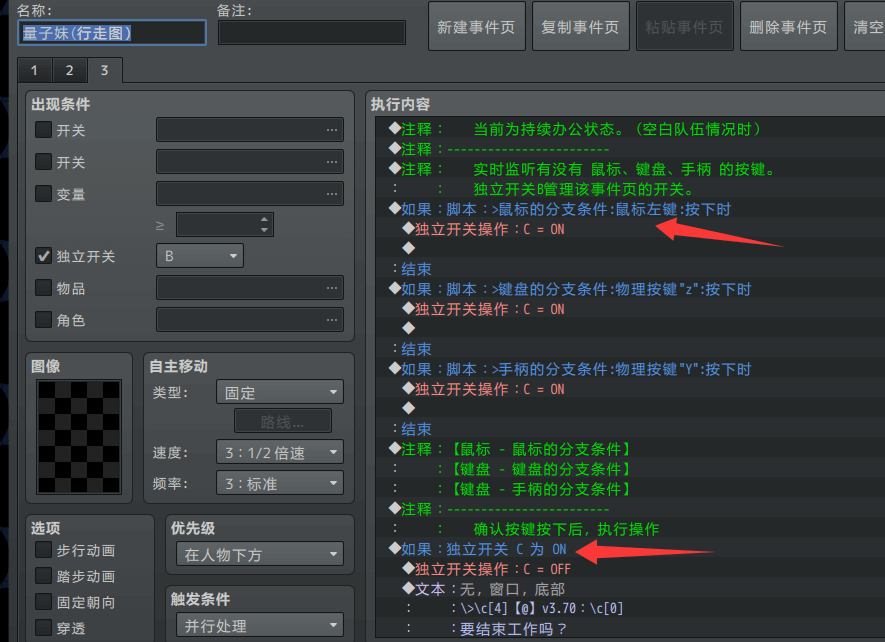 名称:
备注:
量子妹(行走图)
新建事件页
复制事件页
粘贴事件页
删除事件页
清空
1
2
3
出现条件
开关
...
开关
...
变量
...
≥
独立开关
B
物品
...
角色
...
图像
自主移动
类型:
固定
路线...
速度:
3：1/2 倍速
频率:
3：标准
选项
步行动画
踏步动画
固定朝向
穿透
优先级
在人物下方
触发条件
并行处理
执行内容
◆注释： 当前为持续办公状态。(空白队伍情况时)
◆注释：------------------------
◆注释： 实时监听有没有 鼠标、键盘、手柄 的按键。
： ： 独立开关B管理该事件页的开关。
◆如果：脚本：>鼠标的分支条件:鼠标左键:按下时
◆独立开关操作：C = ON
◆
：结束
◆如果：脚本：>键盘的分支条件:物理按键"z":按下时
◆独立开关操作：C = ON
◆
：结束
◆如果：脚本：>手柄的分支条件:物理按键"Y":按下时
◆独立开关操作：C = ON
◆
：结束
◆注释：【鼠标 - 鼠标的分支条件】
： ：【键盘 - 键盘的分支条件】
： ：【键盘 - 手柄的分支条件】
◆注释：------------------------
： ： 确认按键按下后, 执行操作
◆如果：独立开关 C 为 ON
◆独立开关操作：C = OFF
◆文本：无, 窗口, 底部
： ：\>\c[4]【@】v3.70：\c[0]
： ：要结束工作吗？